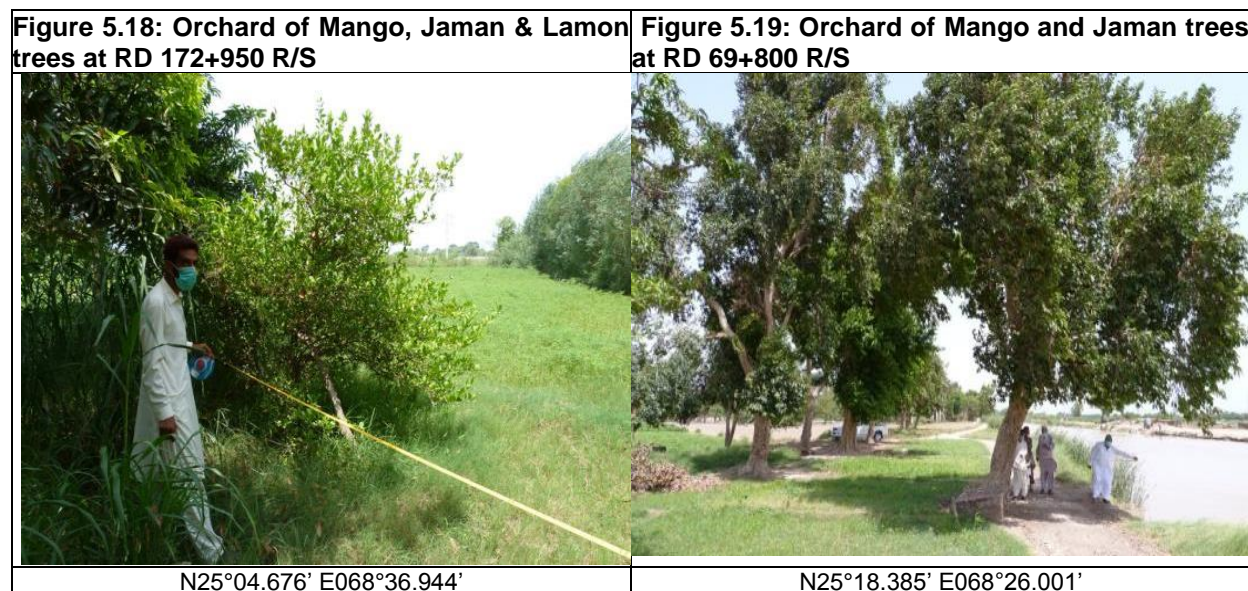 Figure 5.18: Orchard of Mango, Jaman & Lamon
trees at RD 172+950 R/S
Figure 5.19: Orchard of Mango and Jaman trees
at RD 69+800 R/S
N25°04.676’ E068°36.944’
N25°18.385’ E068°26.001’